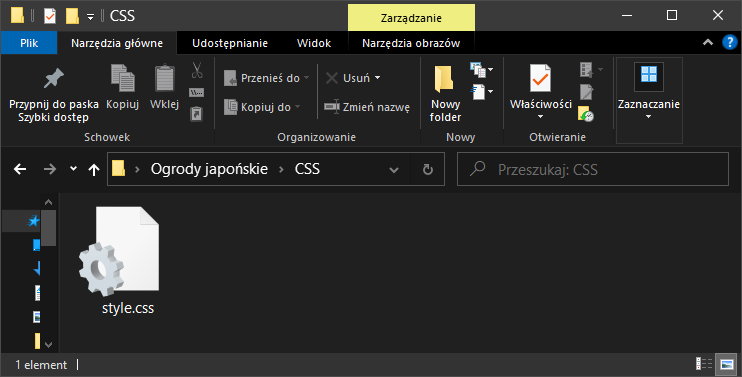 CSS
Zarządzanie
Plik
Narzędzia główne
Udostępnianie
Widok
Narzędzia obrazów
Przypnij do paska
Szybki dostęp
Kopiuj
Wklej
Schowek
Przenieś do
Kopiuj do
Usuń
Zmień nazwę
Organizowanie
Nowy
folder
Nowy
Właściwości
Otwieranie
Zaznaczanie
Ogrody japońskie
CSS
Przeszukaj: CSS
style.css
1 element